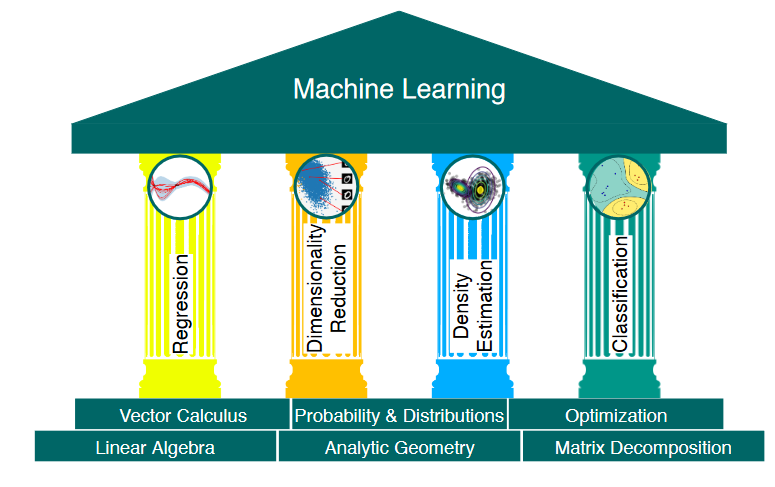 Machine Learning
Regression
Dimensionality
Reduction
Density
Estimation
Classification
Vector Calculus
Probability & Distributions
Optimization
Linear Algebra
Analytic Geometry
Matrix Decomposition